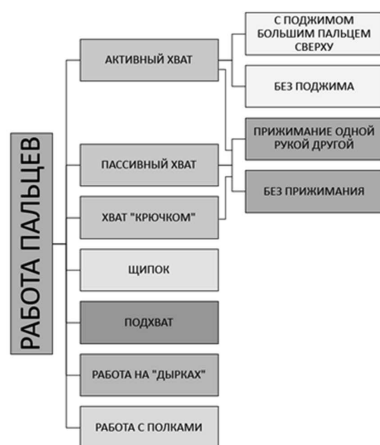 РАБОТА ПАЛЬЦЕВ
АКТИВНЫЙ ХВАТ
С ПОДЖИМОМ
БОЛЬШИМ ПАЛЬЦЕМ
СВЕРХУ
БЕЗ ПОДЖИМА
ПРИЖИМАНИЕ ОДНОЙ
РУКОЙ ДРУГОЙ
ПАССИВНЫЙ ХВАТ
БЕЗ ПРИЖИМАНИЯ
ХВАТ "КРЮЧКОМ"
ЩИПОК
ПОДХВАТ
РАБОТА НА "ДЫРКАХ"
РАБОТА С ПОЛКАМИ